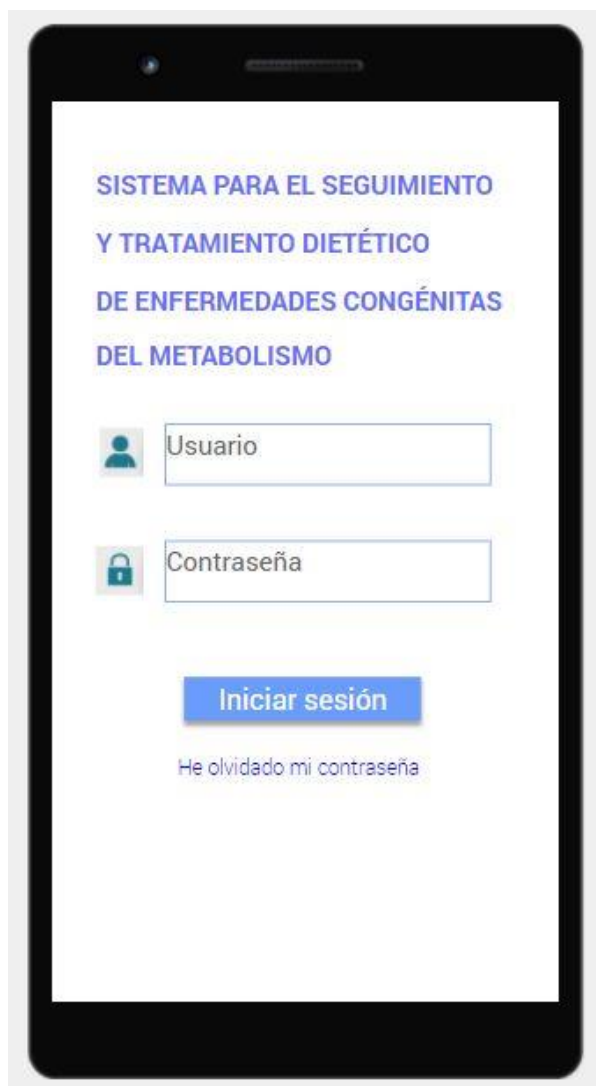 SISTEMA PARA EL SEGUIMIENTO
Y TRATAMIENTO DIETÉTICO
DE ENFERMEDADES CONGÉNITAS
DEL METABOLISMO
Usuario
Contraseña
Iniciar sesión
He olvidado mi contraseña